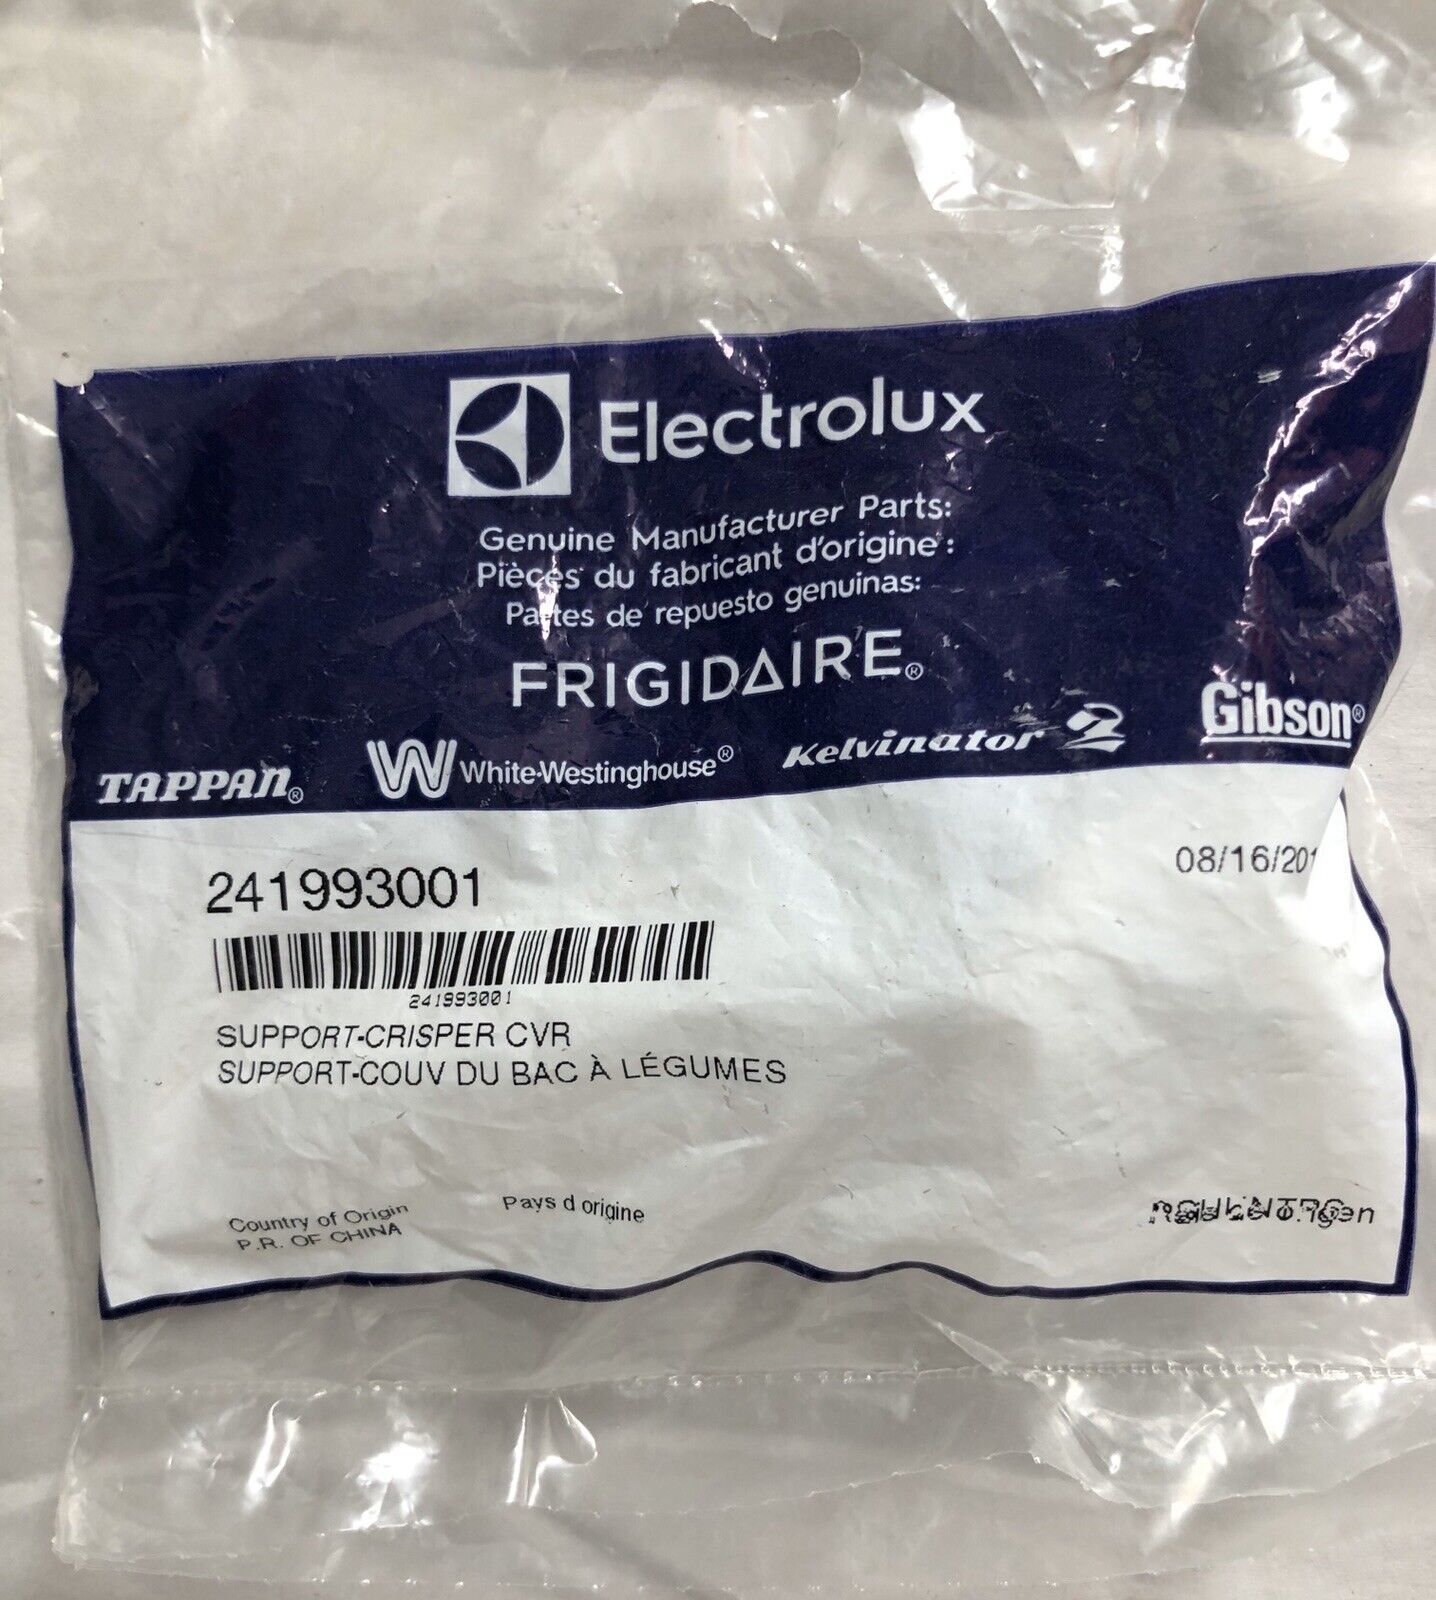 Electrolux
Genuine Manufacturer Parts:
Pièces du fabricant d'origine :
Partes de repuesto genuinas:
FRIGIDAIRE®
TAPPAN®
W White-Westinghouse®
Kelvinator
Gibson®
241993001
08/16/201
241993001
SUPPORT-CRISPER CVR
SUPPORT-COUV DU BAC À LÉGUMES
Country of Origin
P.R. OF CHINA
Pays d origine